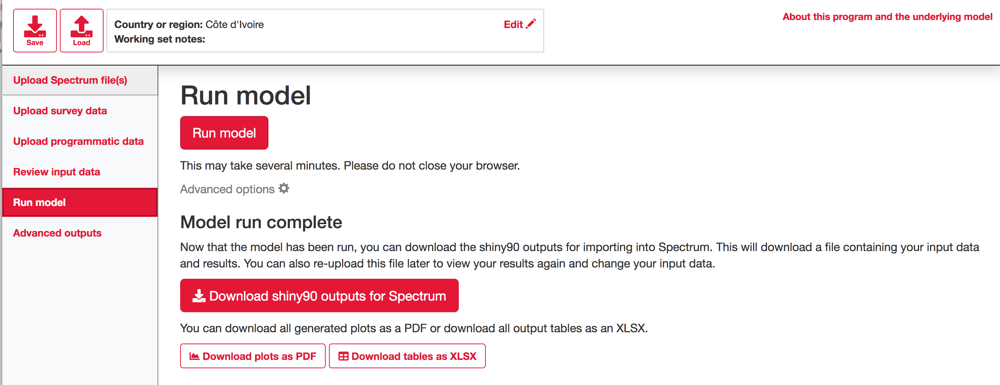 Save
Load
Country or region: Côte d'Ivoire
Working set notes:
Edit
About this program and the underlying model
Upload Spectrum file(s)
Upload survey data
Upload programmatic data
Review input data
Run model
Advanced outputs
Run model
Run model
This may take several minutes. Please do not close your browser.
Advanced options
Model run complete
Now that the model has been run, you can download the shiny90 outputs for importing into Spectrum. This will download a file containing your input data
and results. You can also re-upload this file later to view your results again and change your input data.
Download shiny90 outputs for Spectrum
You can download all generated plots as a PDF or download all output tables as an XLSX.
Download plots as PDF
Download tables as XLSX